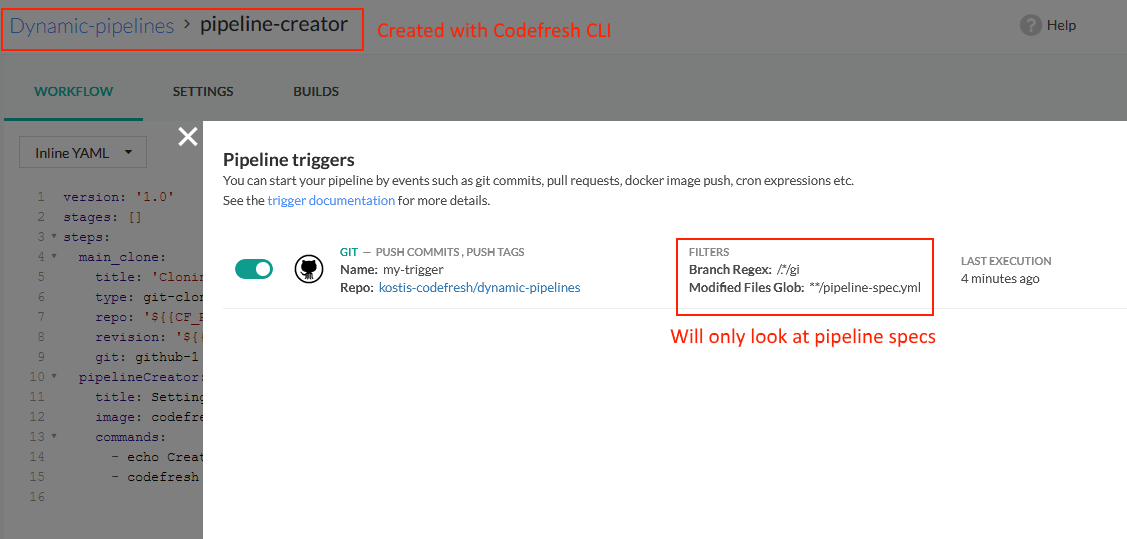 Dynamic-pipelines > pipeline-creator
Created with Codefresh CLI
? Help
WORKFLOW SETTINGS BUILDS
Inline YAML
Pipeline triggers
You can start your pipeline by events such as git commits, pull requests, docker image push, cron expressions etc.
See the trigger documentation for more details.
1 version: '1.0'
2 stages: []
3 steps:
4 main_clone:
5 title: 'Clonin
6 type: git-clon
7 repo: '${{CF_R
8 revision: '${{
9 git: github-1
10 pipelineCreator:
11 title: Setting
12 image: codefre
13 commands:
14 - echo Creat
15 - codefresh
16
GIT — PUSH COMMITS , PUSH TAGS
Name: my-trigger
Repo: kostis-codefresh/dynamic-pipelines
FILTERS
Branch Regex: /.*/gi
Modified Files Glob: **/pipeline-spec.yml
LAST EXECUTION
4 minutes ago
Will only look at pipeline specs